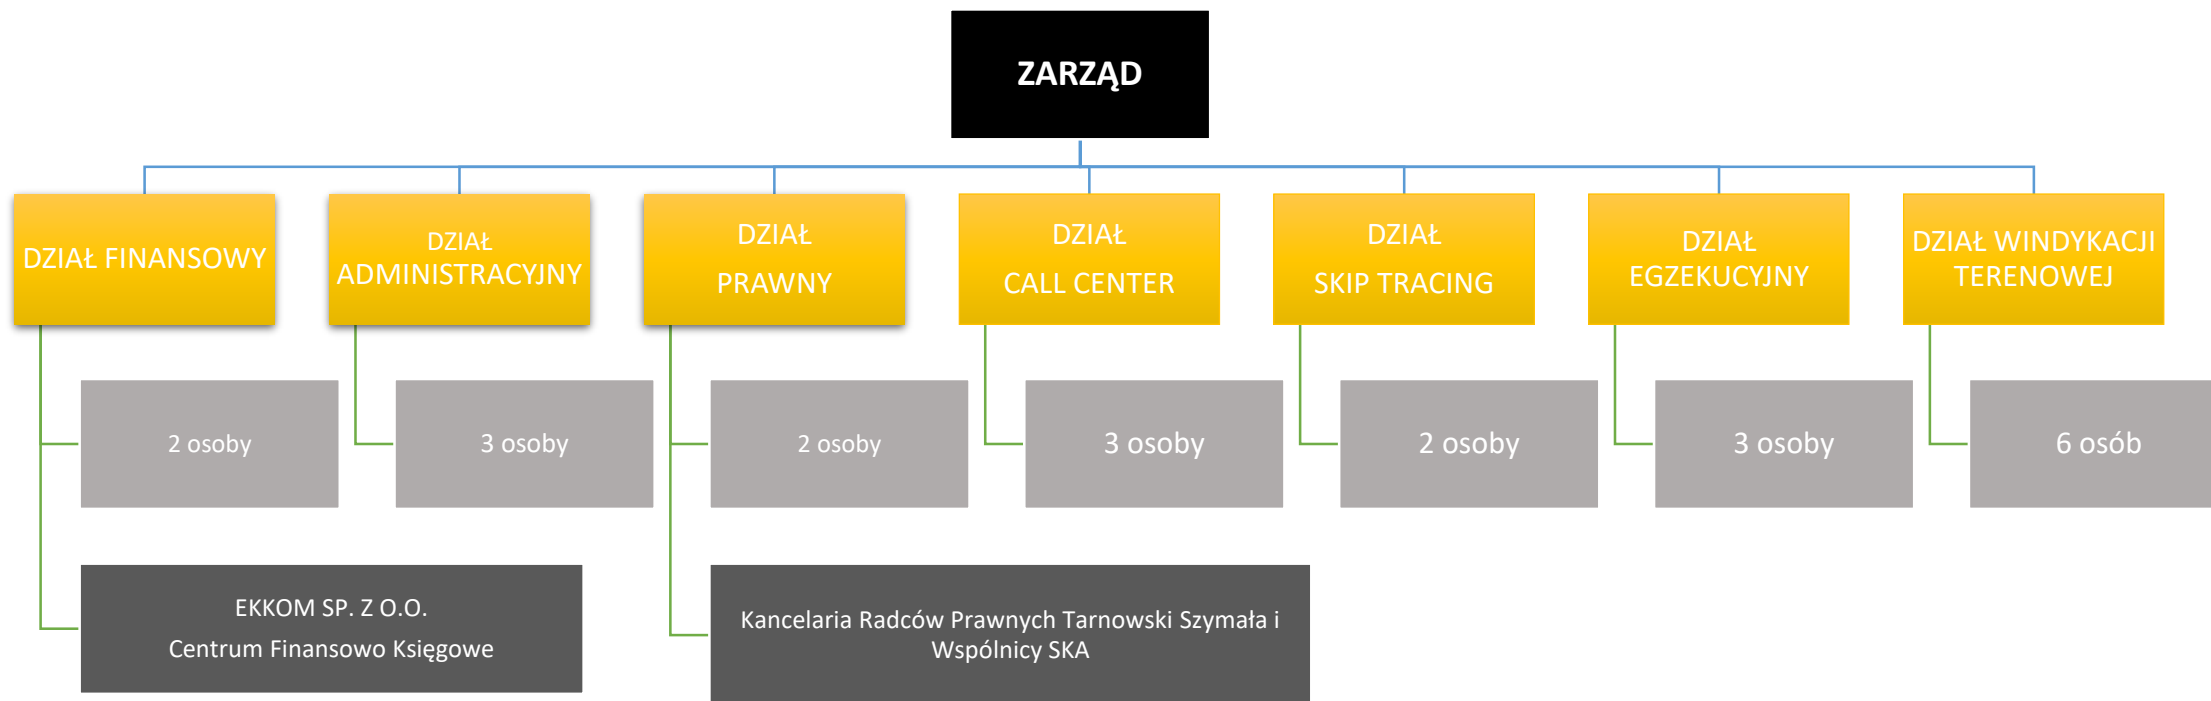 ZARZĄD
DZIAŁ FINANSOWY
DZIAŁ
ADMINISTRACYJNY
DZIAŁ
PRAWNY
DZIAŁ
CALL CENTER
DZIAŁ
SKIP TRACING
DZIAŁ
EGZEKUCYJNY
DZIAŁ WINDYKACJI
TERENOWEJ
2 osoby
3 osoby
2 osoby
3 osoby
2 osoby
3 osoby
6 osób
EKKOM SP. Z O.O.
Centrum Finansowo Księgowe
Kancelaria Radców Prawnych Tarnowski Szymała i
Wspólnicy SKA